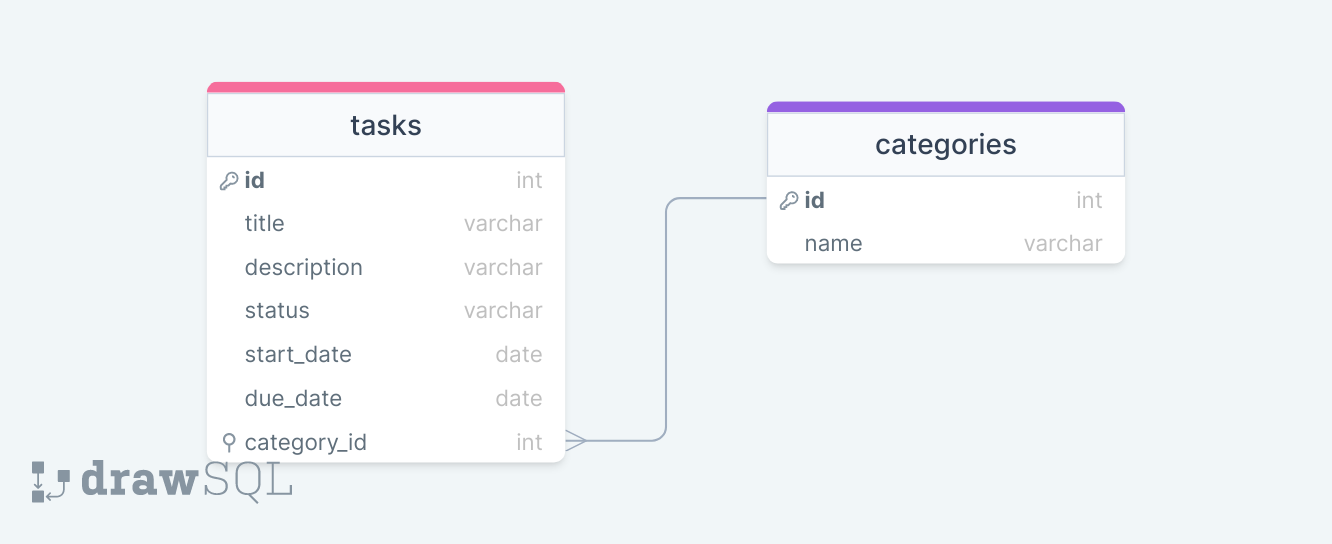 tasks
id int
title varchar
description varchar
status varchar
start_date date
due_date date
category_id int
categories
id int
name varchar
drawSQL